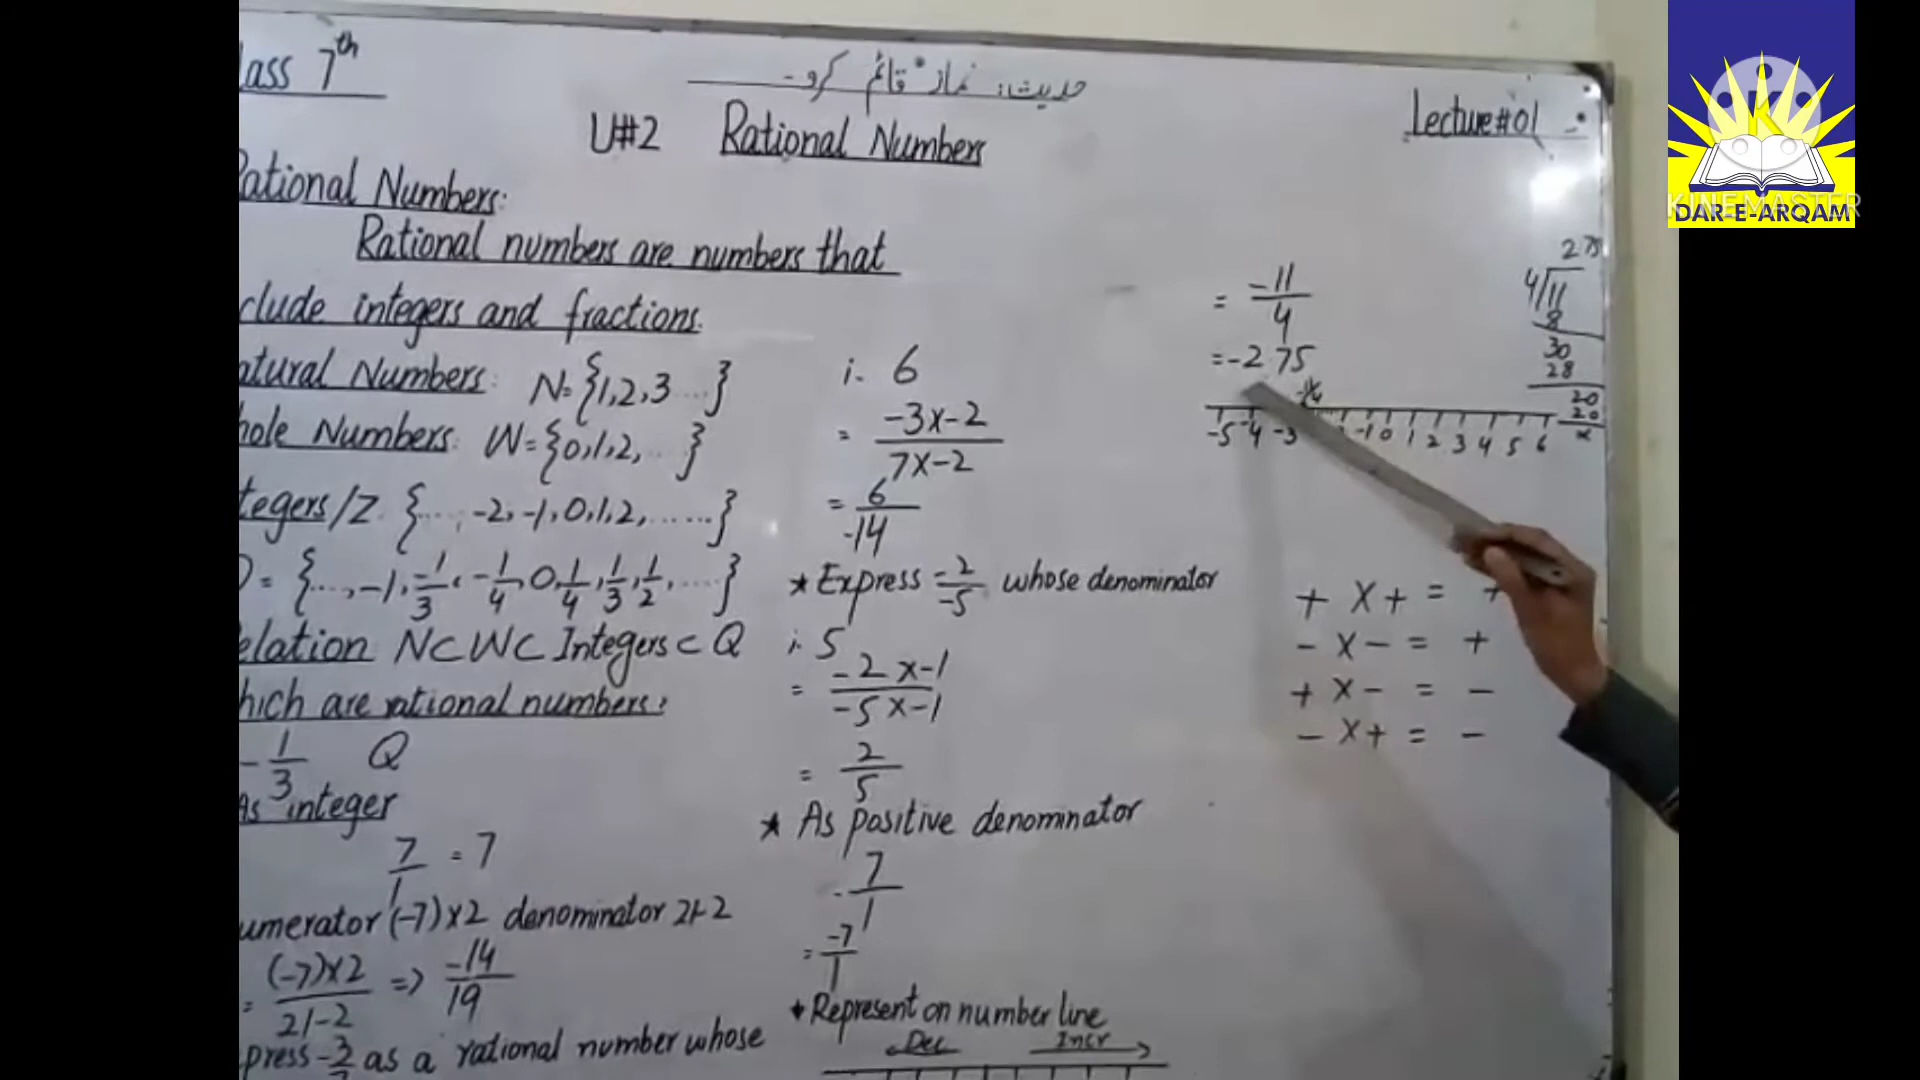 lass 7th
حدیث: نماز قائم کرو۔
Lecture#01
U#2 Rational Numbers
ational Numbers:
Rational numbers are numbers that
clude integers and fractions.
atural Numbers: N={1,2,3....}
hole Numbers: W={0,1,2,....}
tegers/Z {...., -2,-1,0,1,2,......}
= {...,-1,-1/3,-1/4,0,1/4,1/3,1/2,....}
elation N⊂W⊂ Integers⊂Q
hich are rational numbers:
-1/3 Q
As integer
7/1 = 7
umerator (-7)×2 denominator 21-2
= (-7)×2/21-2 => -14/19
press -3/7 as a rational number whose
i. 6
= -3×-2/7×-2
= 6/-14
* Express -2/-5 whose denominator
i. 5
= -2×-1/-5×-1
= 2/5
* As positive denominator
-7/1
= -7/1
* Represent on number line
Dec Incr
= -11/4
= -2.75
-11/4
-5 -4 -3 -1 0 1 2 3 4 5 6
2.75
4 11
8
30
28
20
20
×
+ × + = +
- × - = +
+ × - = -
- × + = -
DAR-E-ARQAM
KINEMASTER